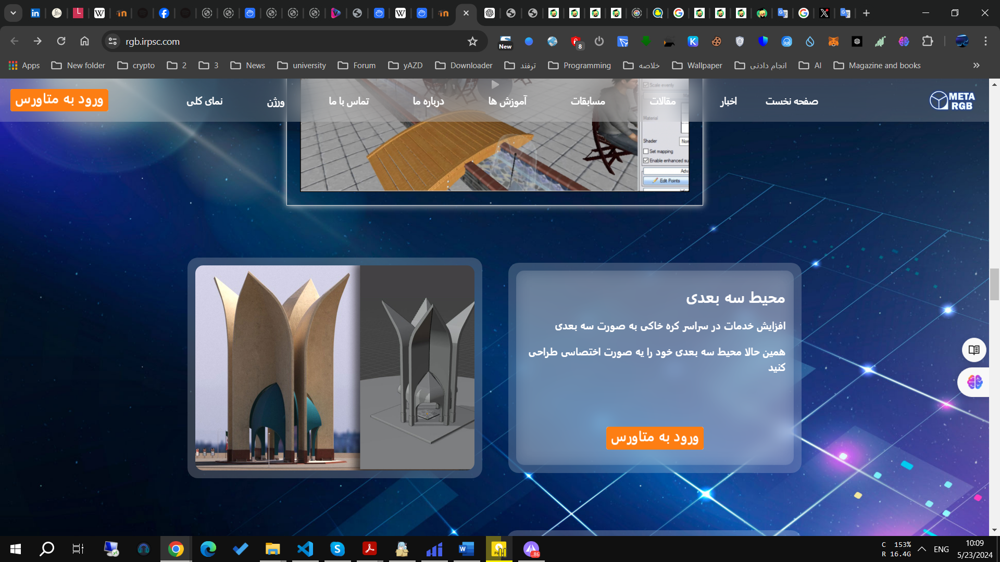 rgb.irpsc.com
New
8
Apps
New folder
crypto
2
3
News
university
Forum
yAZD
Downloader
ترفند
Programming
خلاصه
Wallpaper
انجام دادنی
AI
Magazine and books
META
RGB
صفحه نخست
اخبار
مقالات
مسابقات
آموزش ها
درباره ما
تماس با ما
ورژن
نمای کلی
ورود به متاورس
Scale evenly
Material
Shader
Set mapping
Enable enhanced su
Edit Points
محیط سه بعدی
افزایش خدمات در سراسر کره خاکی به صورت سه بعدی
همین حالا محیط سه بعدی خود را یه صورت اختصاصی طراحی
کنید
ورود به متاورس
C 153%
R 16.4G
ENG
10:09
5/23/2024